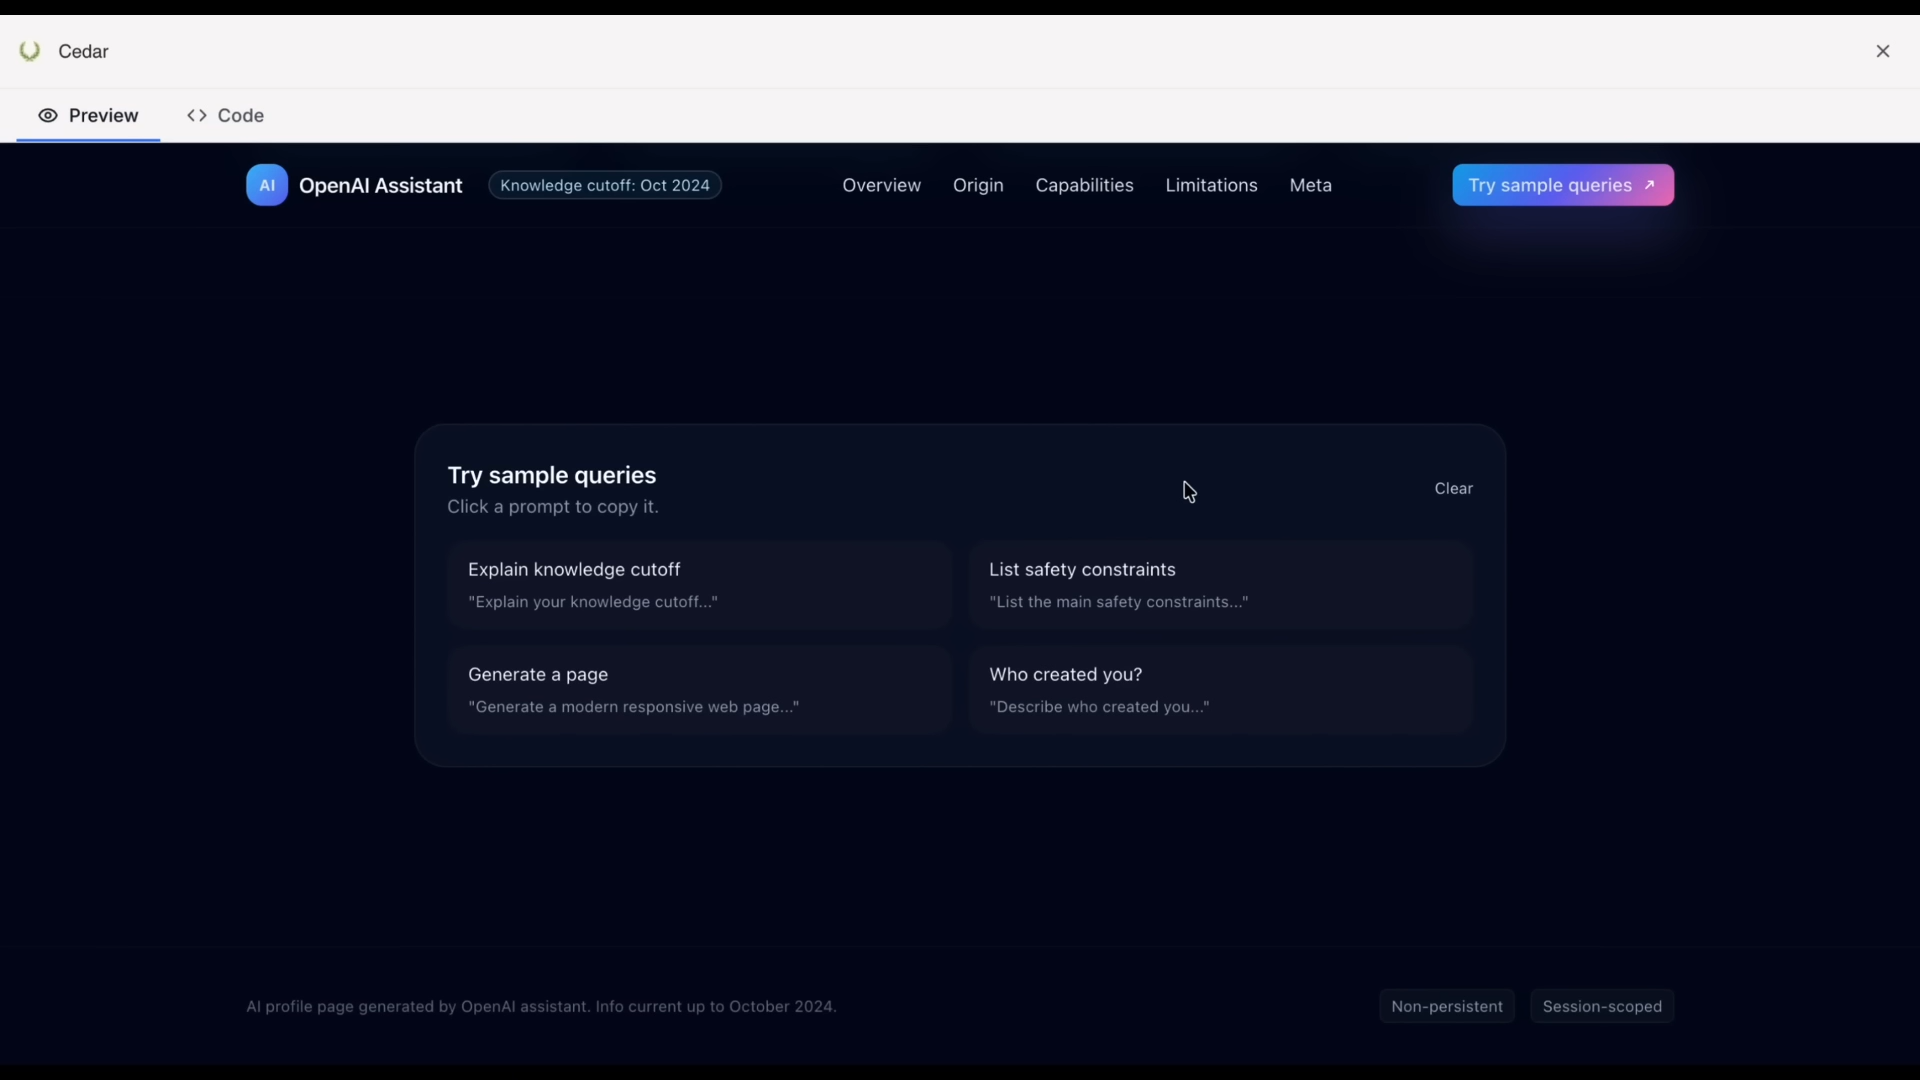 Cedar
Preview
Code
AI
OpenAI Assistant
Knowledge cutoff: Oct 2024
Overview
Origin
Capabilities
Limitations
Meta
Try sample queries
Try sample queries
Click a prompt to copy it.
Clear
Explain knowledge cutoff
"Explain your knowledge cutoff..."
List safety constraints
"List the main safety constraints..."
Generate a page
"Generate a modern responsive web page..."
Who created you?
"Describe who created you..."
AI profile page generated by OpenAI assistant. Info current up to October 2024.
Non-persistent
Session-scoped